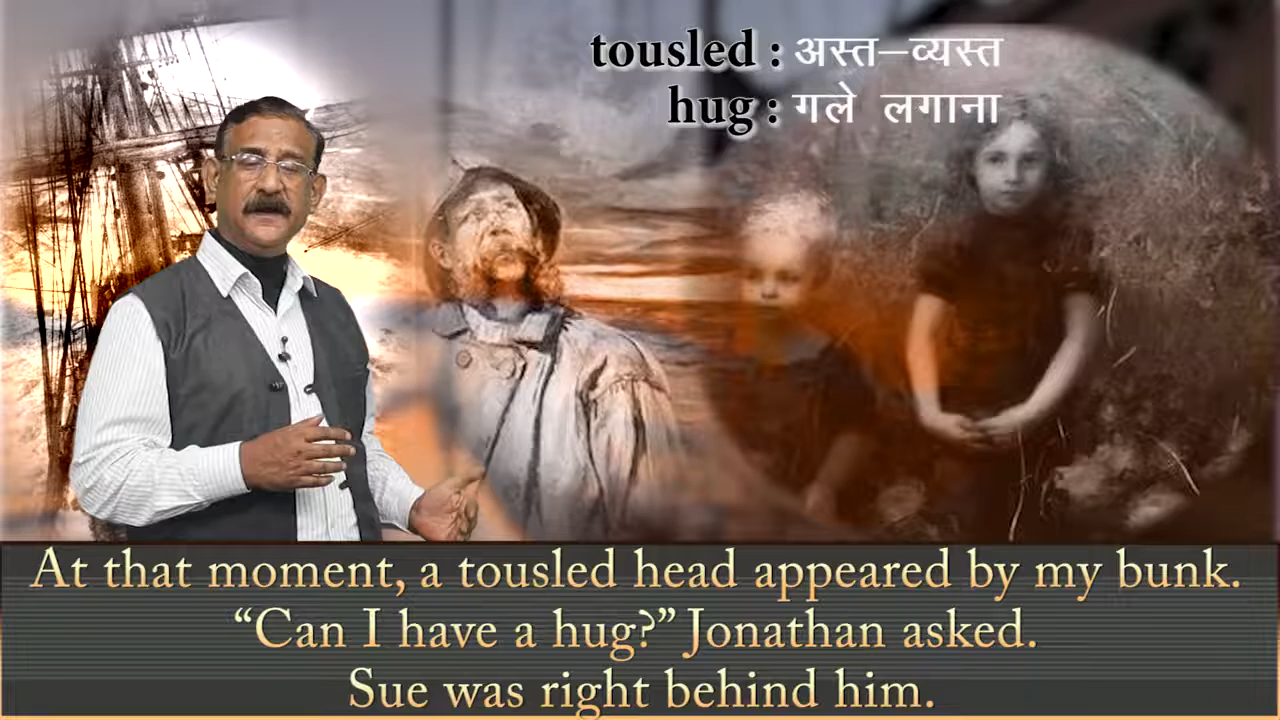 tousled : अस्त–व्यस्त
hug : गले लगाना
At that moment, a tousled head appeared by my bunk.
“Can I have a hug?” Jonathan asked.
Sue was right behind him.